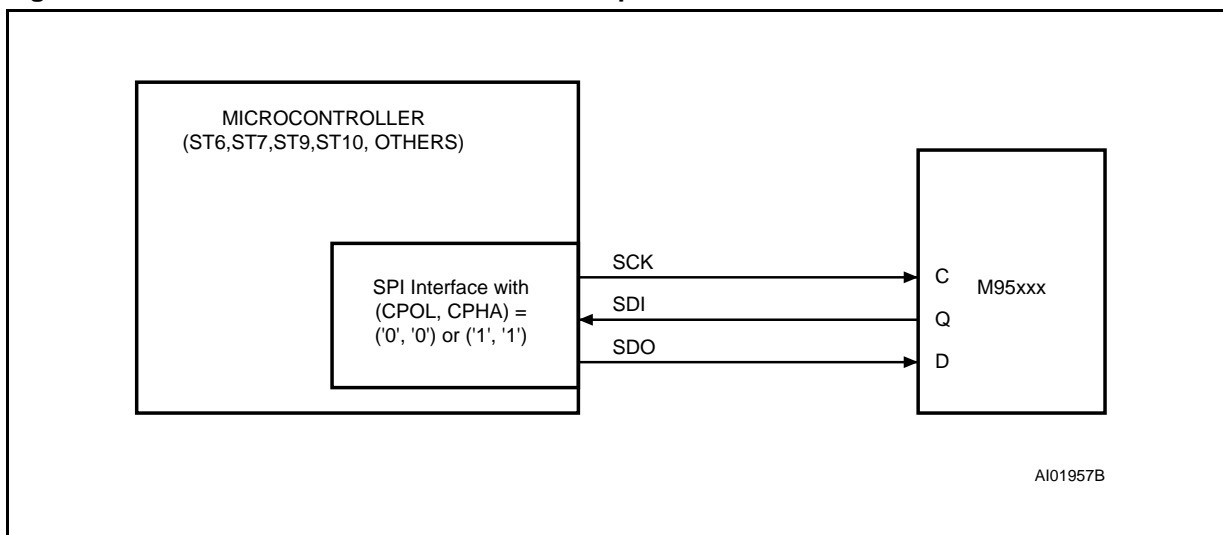 MICROCONTROLLER
(ST6,ST7,ST9,ST10, OTHERS)
SPI Interface with
(CPOL, CPHA) =
('0', '0') or ('1', '1')
SCK
SDI
SDO
C
Q
D
M95xxx
AI01957B